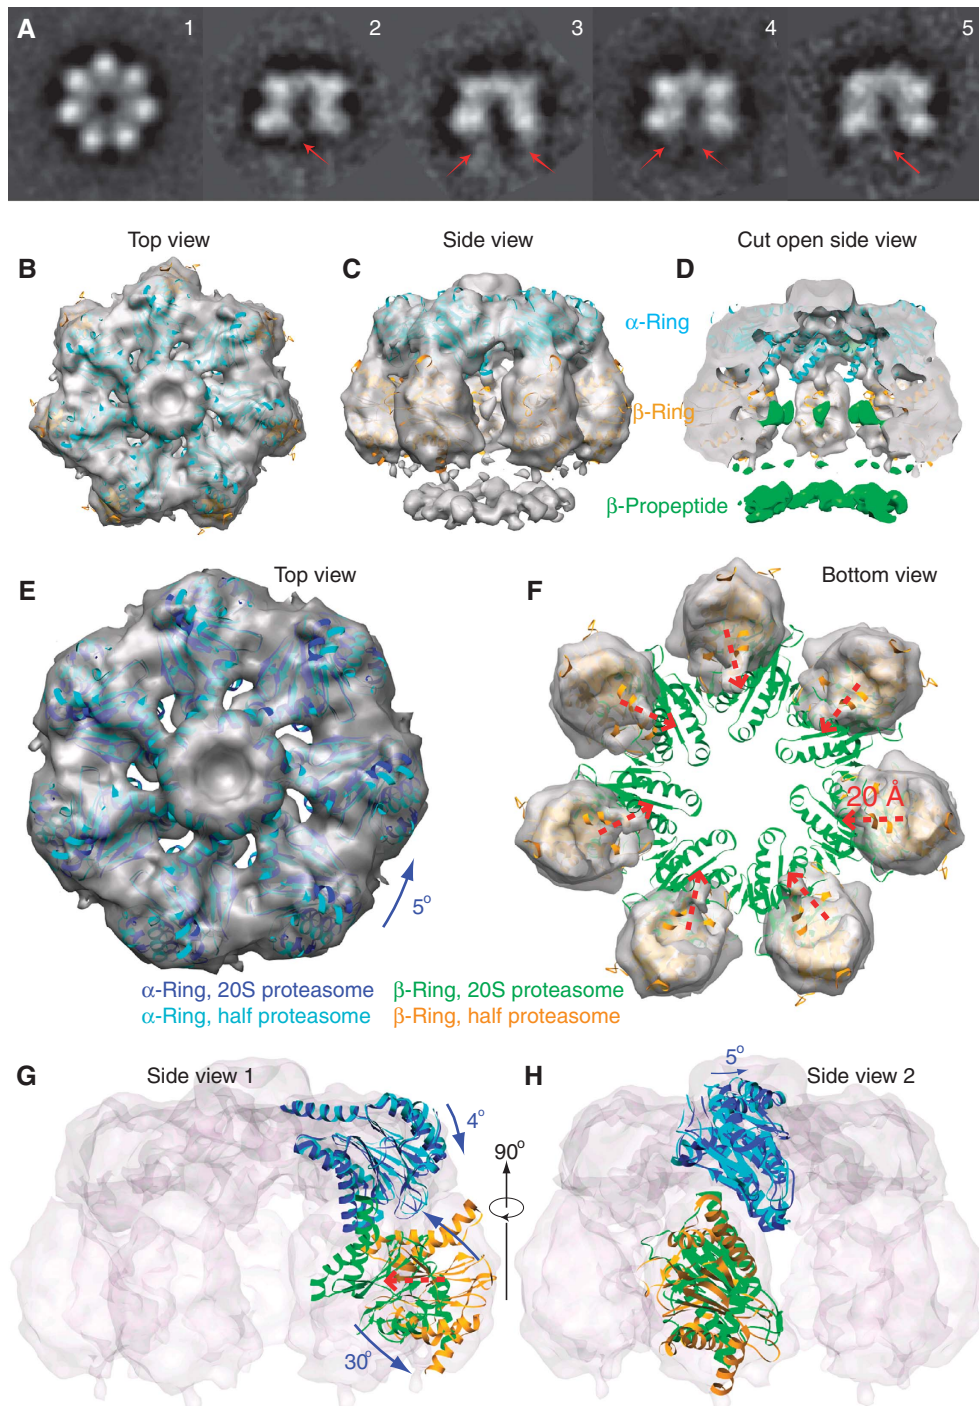 A
1
2
3
4
5
Top view
Side view
Cut open side view
B
C
D
α-Ring
β-Ring
β-Propeptide
E
Top view
F
Bottom view
5°
20 Å
α-Ring, 20S proteasome
β-Ring, 20S proteasome
α-Ring, half proteasome
β-Ring, half proteasome
G
Side view 1
H
Side view 2
4°
90°
5°
30°